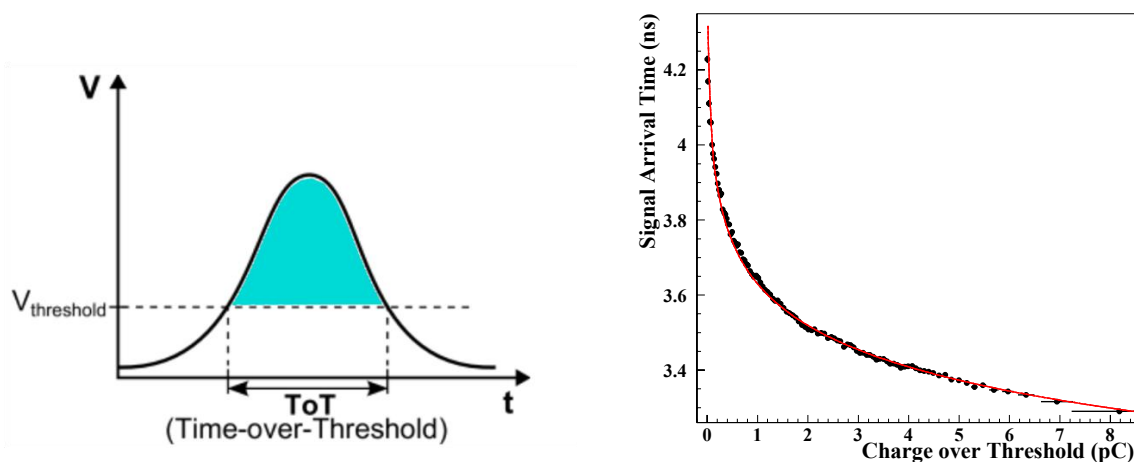 V
V threshold
ToT
t
(Time-over-Threshold)
Signal Arrival Time (ns)
4.2
4
3.8
3.6
3.4
0 1 2 3 4 5 6 7 8
Charge over Threshold (pC)